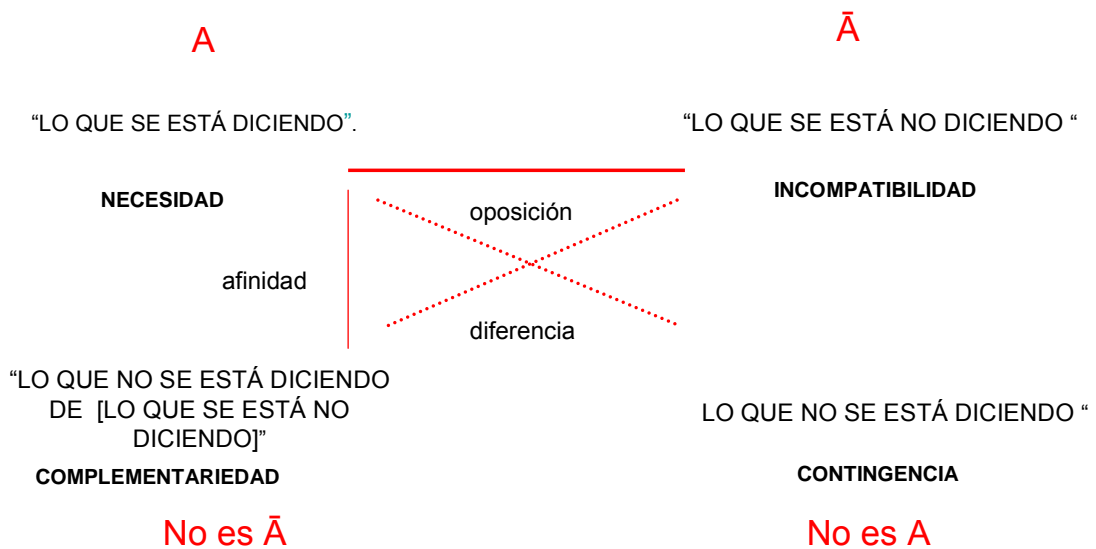 A
Ā
“LO QUE SE ESTÁ DICIENDO”.
“LO QUE SE ESTÁ NO DICIENDO “
NECESIDAD
INCOMPATIBILIDAD
oposición
afinidad
diferencia
“LO QUE NO SE ESTÁ DICIENDO
DE [LO QUE SE ESTÁ NO
DICIENDO]”
LO QUE NO SE ESTÁ DICIENDO “
COMPLEMENTARIEDAD
CONTINGENCIA
No es Ā
No es A